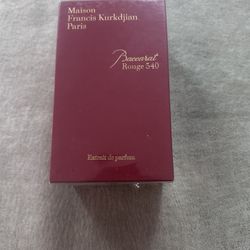 Maison
Francis Kurkdjian
Paris
Baccarat
Rouge 540
Extrait de parfum